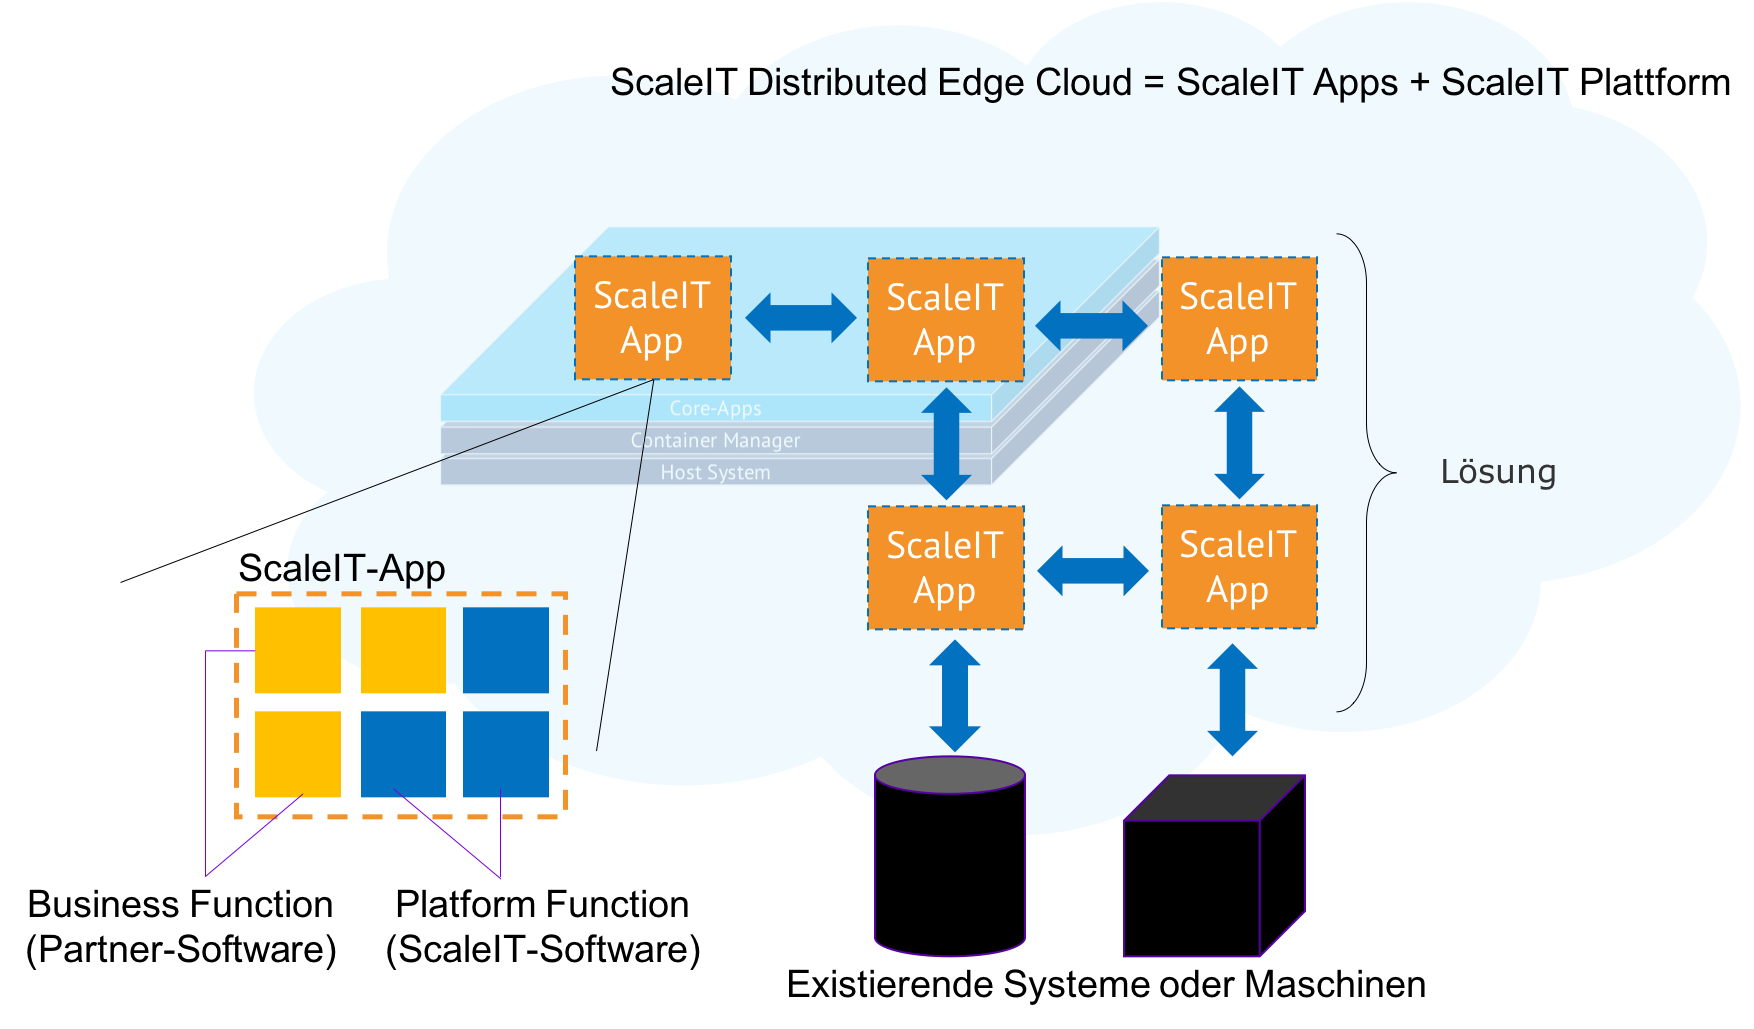 ScaleIT Distributed Edge Cloud = ScaleIT Apps + ScaleIT Plattform
ScaleIT
App
ScaleIT
App
ScaleIT
App
Core-Apps
Container Manager
Host System
Lösung
ScaleIT
App
ScaleIT
App
ScaleIT-App
Business Function
(Partner-Software)
Platform Function
(ScaleIT-Software)
Existierende Systeme oder Maschinen